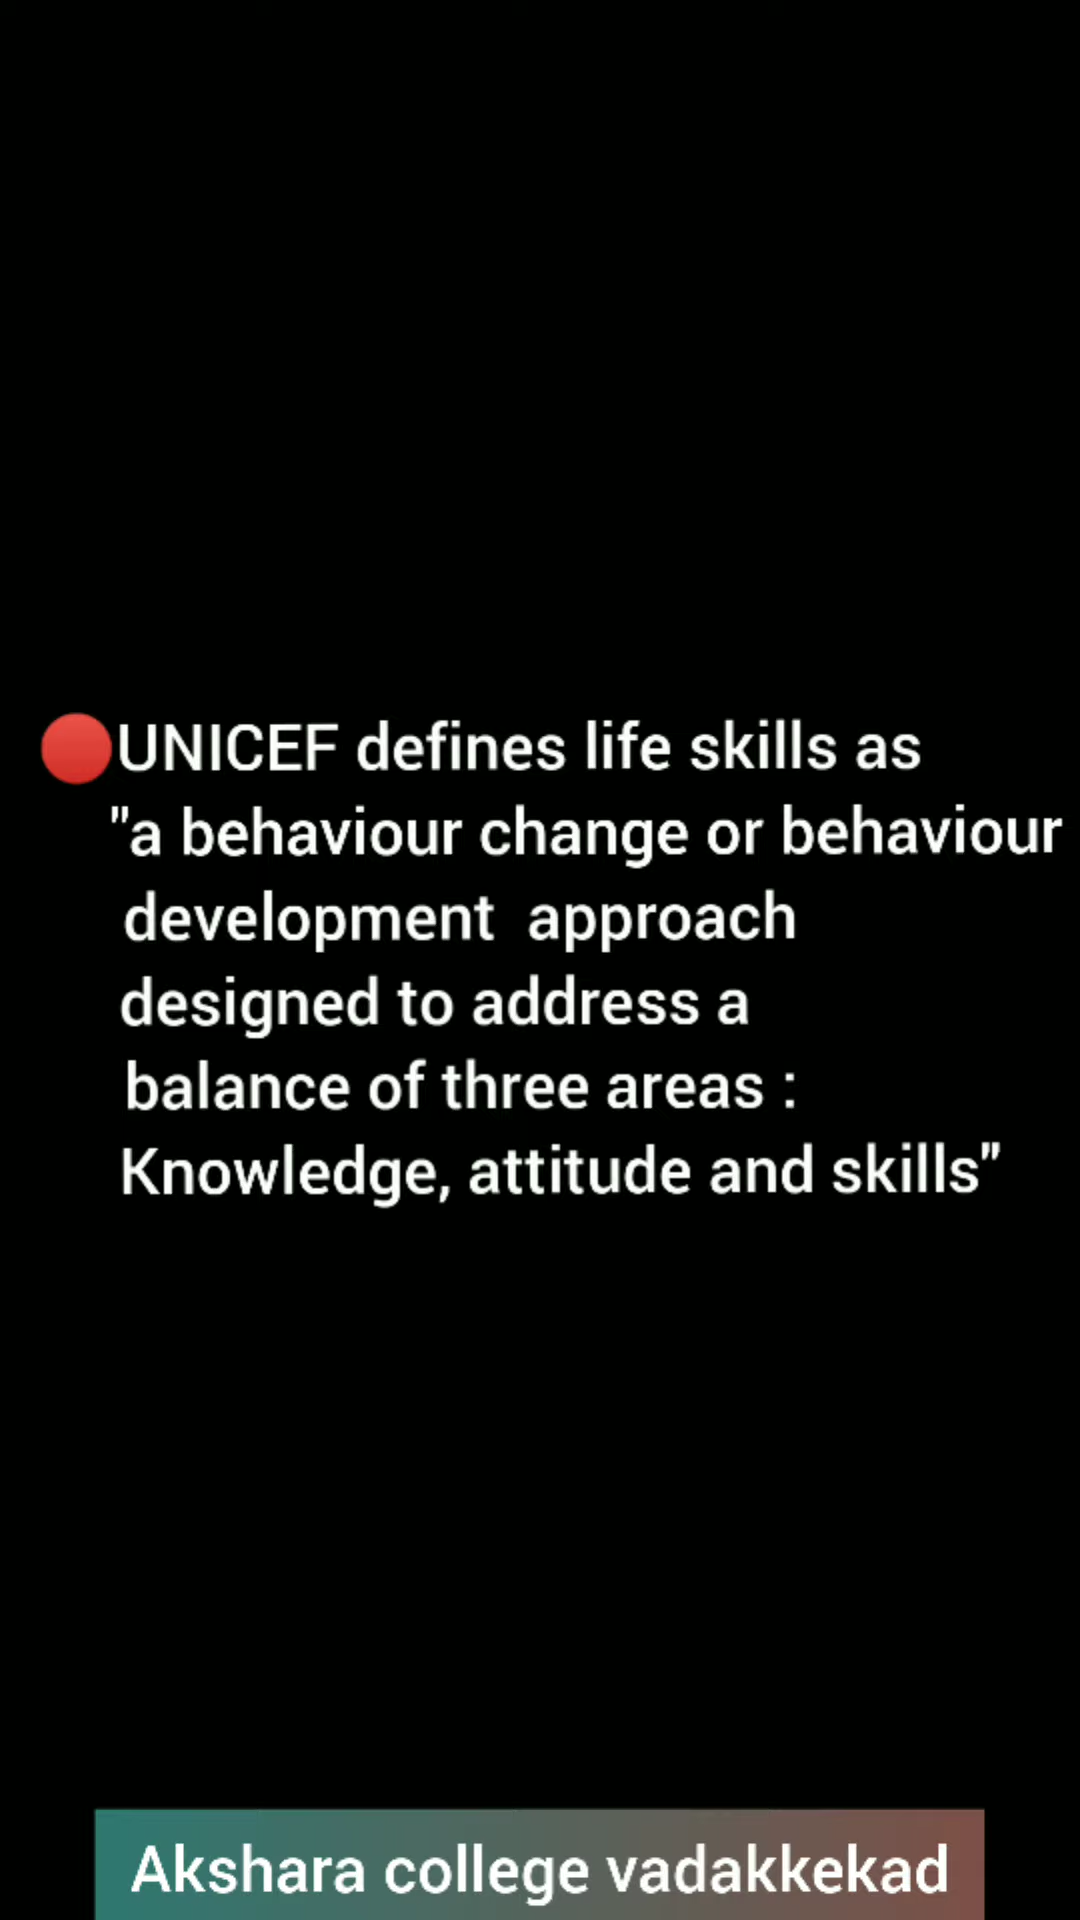 🔴UNICEF defines life skills as
"a behaviour change or behaviour
development  approach
designed to address a
balance of three areas :
Knowledge, attitude and skills"
Akshara college vadakkekad